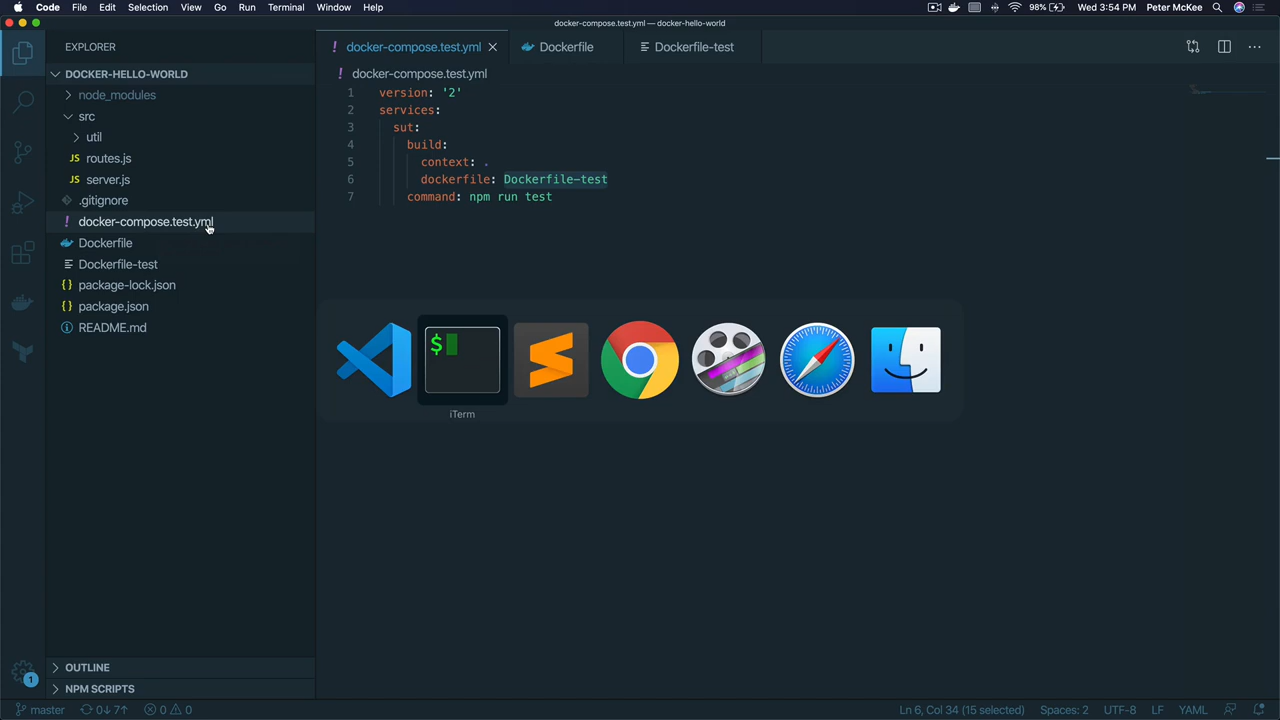 Code File Edit Selection View Go Run Terminal Window Help 98% Wed 3:54 PM Peter McKee
docker-compose.test.yml — docker-hello-world
EXPLORER
DOCKER-HELLO-WORLD
node_modules
src
util
JS routes.js
JS server.js
.gitignore
! docker-compose.test.yml
Dockerfile
Dockerfile-test
{} package-lock.json
{} package.json
README.md
OUTLINE
NPM SCRIPTS
! docker-compose.test.yml Dockerfile Dockerfile-test
! docker-compose.test.yml
1 version: '2'
2 services:
3 sut:
4 build:
5 context: .
6 dockerfile: Dockerfile-test
7 command: npm run test
$
iTerm
1
master 0↓ 7↑ 0 0 Ln 6, Col 34 (15 selected) Spaces: 2 UTF-8 LF YAML